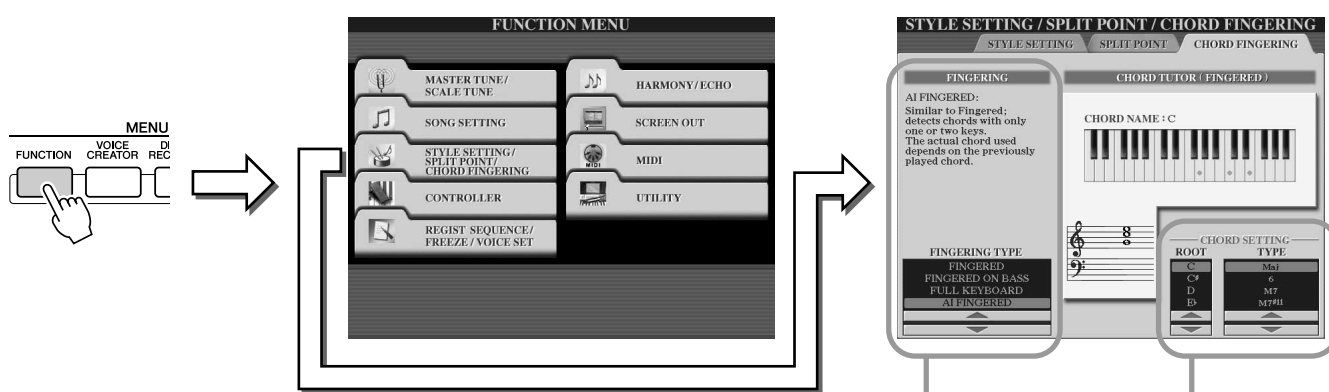 MENU
FUNCTION
VOICE
CREATOR
FUNCTION MENU
MASTER TUNE/
SCALE TUNE
SONG SETTING
STYLE SETTING/
SPLIT POINT/
CHORD FINGERING
CONTROLLER
REGIST SEQUENCE/
FREEZE / VOICE SET
HARMONY/ECHO
SCREEN OUT
MIDI
MIDI
UTILITY
STYLE SETTING / SPLIT POINT / CHORD FINGERING
STYLE SETTING SPLIT POINT CHORD FINGERING
FINGERING
AI FINGERED:
Similar to Fingered;
detects chords with only
one or two keys.
The actual chord used
depends on the previously
played chord.
FINGERING TYPE
FINGERED
FINGERED ON BASS
FULL KEYBOARD
AI FINGERED
CHORD TUTOR ( FINGERED )
CHORD NAME : C
CHORD SETTING
ROOT TYPE
C Maj
C# 6
D M7
E♭ M7#11